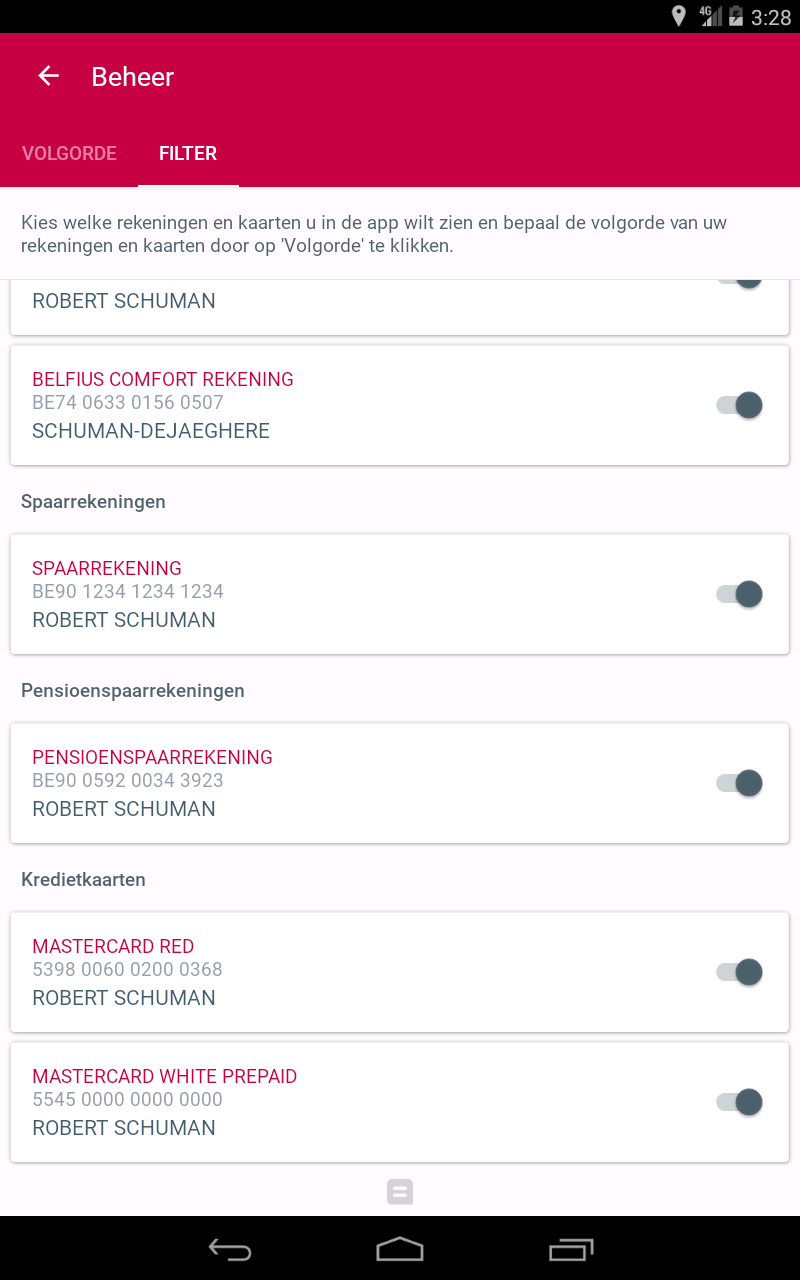 4G 3:28
Beheer
VOLGORDE FILTER
Kies welke rekeningen en kaarten u in de app wilt zien en bepaal de volgorde van uw
rekeningen en kaarten door op 'Volgorde' te klikken.
ROBERT SCHUMAN
BELFIUS COMFORT REKENING
BE74 0633 0156 0507
SCHUMAN-DEJAEGHERE
Spaarrekeningen
SPAARREKENING
BE90 1234 1234 1234
ROBERT SCHUMAN
Pensioenspaarrekeningen
PENSIOENSPAARREKENING
BE90 0592 0034 3923
ROBERT SCHUMAN
Kredietkaarten
MASTERCARD RED
5398 0060 0200 0368
ROBERT SCHUMAN
MASTERCARD WHITE PREPAID
5545 0000 0000 0000
ROBERT SCHUMAN